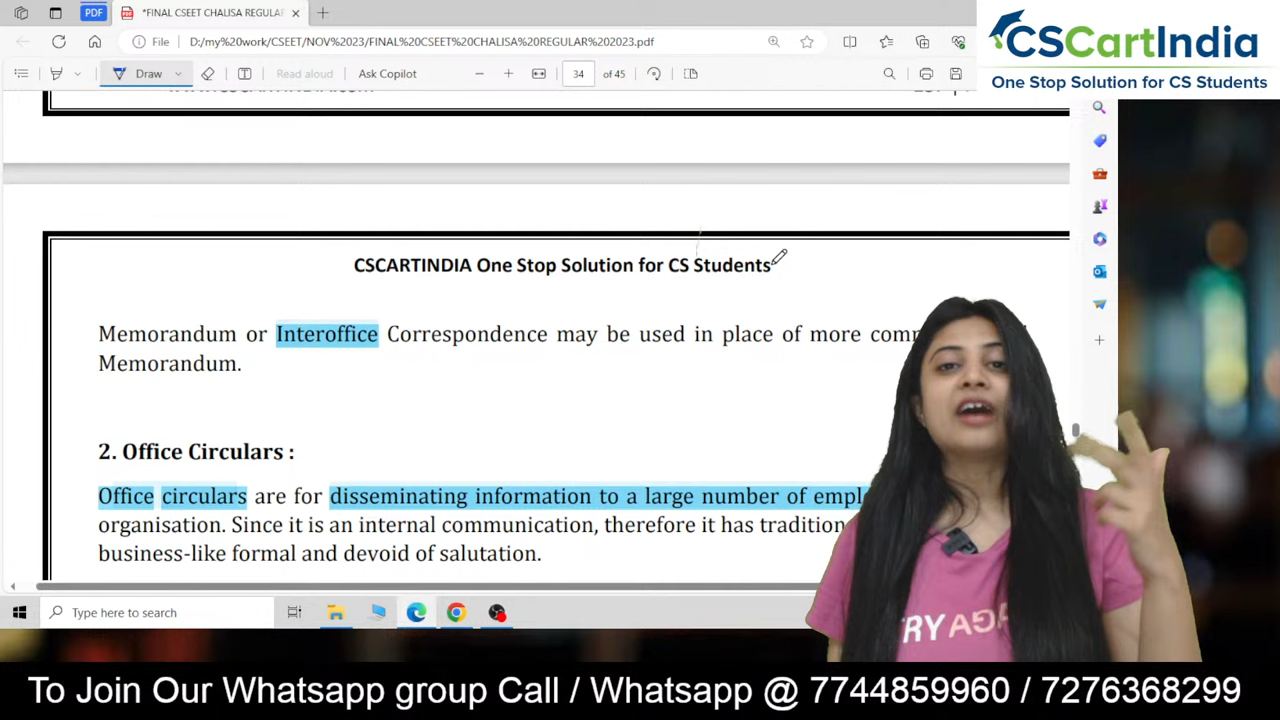 PDF
*FINAL CSEET CHALISA REGULAR
File
D:/my%20work/CSEET/NOV%2023/FINAL%20CSEET%20CHALISA%20REGULAR%202023.pdf
Draw
Read aloud
Ask Copilot
34
of 45
CSCartIndia
One Stop Solution for CS Students
CSCARTINDIA One Stop Solution for CS Students
Memorandum or Interoffice Correspondence may be used in place of more
Memorandum.
2. Office Circulars :
Office circulars are for disseminating information to a large number of
organisation. Since it is an internal communication, therefore it has
business-like formal and devoid of salutation.
Type here to search
To Join Our Whatsapp group Call / Whatsapp @ 7744859960 / 7276368299